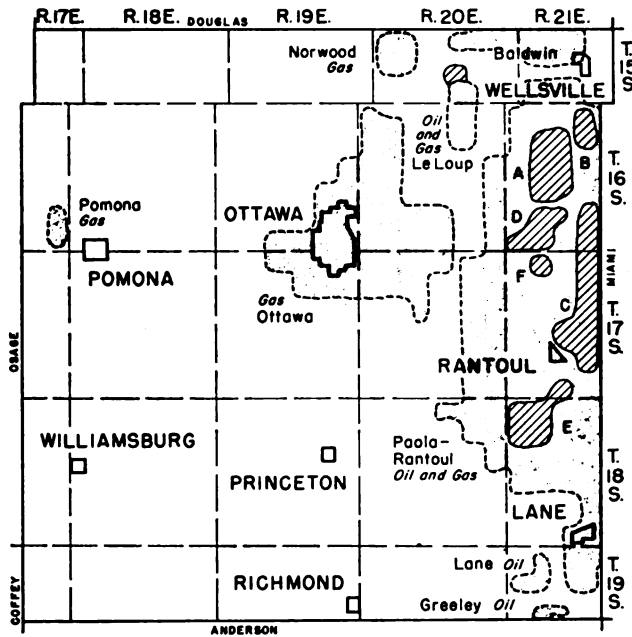 R.17E. R.18E. DOUGLAS R.19E. R.20E. R.21E.
Norwood
Gas
Baldwin
T.
15
S.
WELLSVILLE
Oil
and
Gas
Le Loup
A
B
T.
16
S.
Pomona
Gas
OTTAWA
D
POMONA
F
MIAMI
Gas
Ottawa
C
T.
17
S.
OSAGE
RANTOUL
WILLIAMSBURG
PRINCETON
Paola-
Rantoul
Oil and Gas
E
T.
18
S.
LANE
RICHMOND
Lane Oil
T.
19
S.
Greeley Oil
COFFEY
ANDERSON